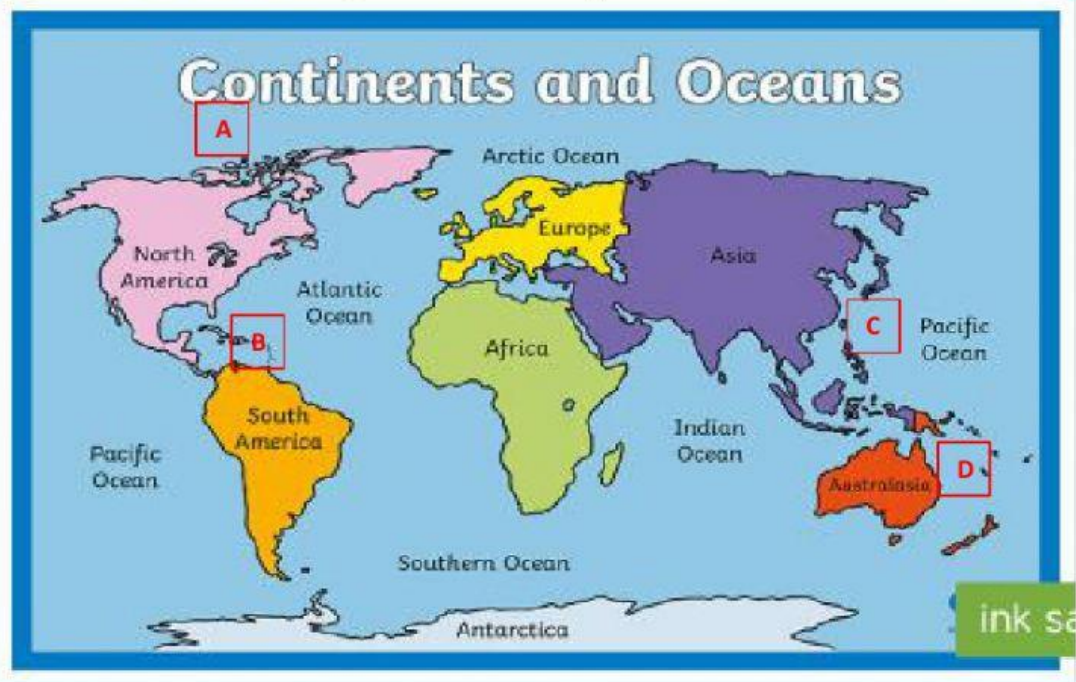 Continents and Oceans
A
Arctic Ocean
Europe
North
America
Asia
Atlantic
Ocean
B
C
Pacific
Ocean
Africa
South
America
Indian
Ocean
Pacific
Ocean
D
Australasia
Southern Ocean
Antarctica
ink sa